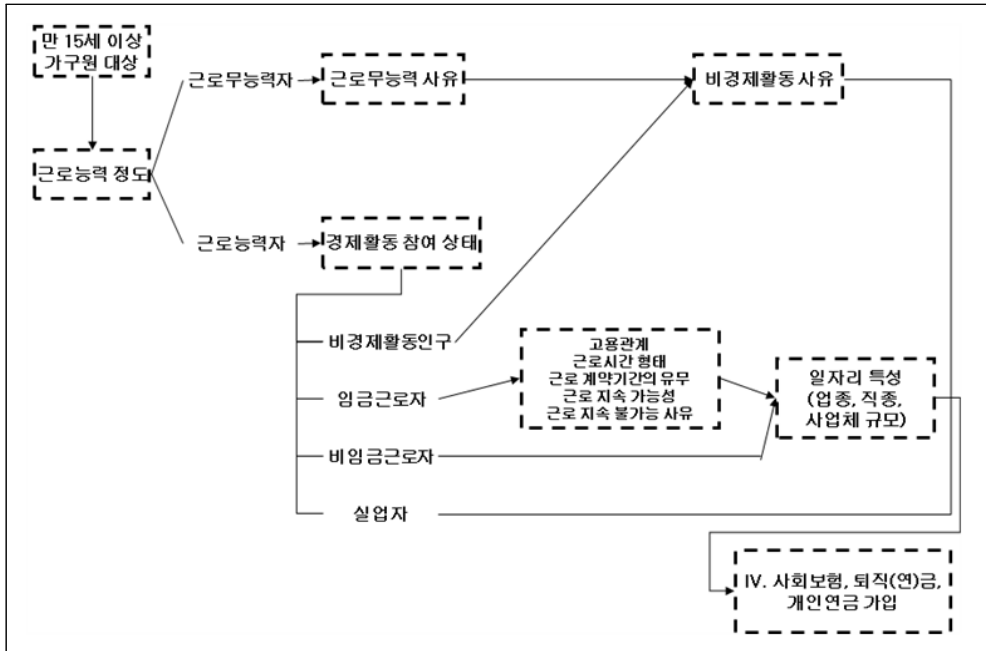 만 15세 이상
가구원 대상
근로무능력자
근로무능력 사유
비경제활동 사유
근로능력 정도
근로능력자
경제활동 참여 상태
비경제활동인구
고용관계
근로시간 형태
근로 계약기간의 유무
근로 지속 가능성
근로 지속 불가능 사유
임금근로자
일자리 특성
(업종, 직종,
사업체 규모)
비임금근로자
실업자
Ⅳ. 사회보험, 퇴직(연)금,
개인연금 가입